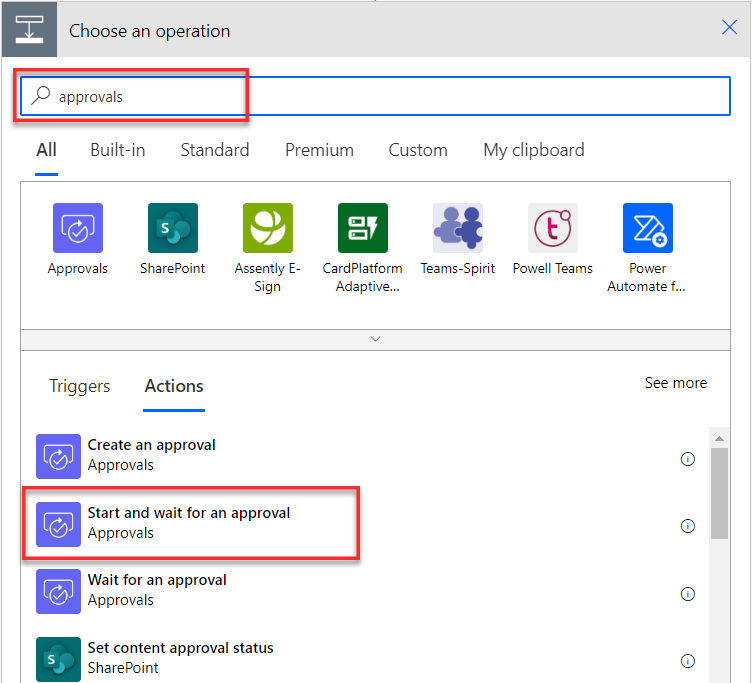 Choose an operation
approvals
All Built-in Standard Premium Custom My clipboard
Approvals SharePoint Assently E-Sign CardPlatform Adaptive... Teams-Spirit Powell Teams Power Automate f...
Triggers Actions See more
Create an approval
Approvals
Start and wait for an approval
Approvals
Wait for an approval
Approvals
Set content approval status
SharePoint